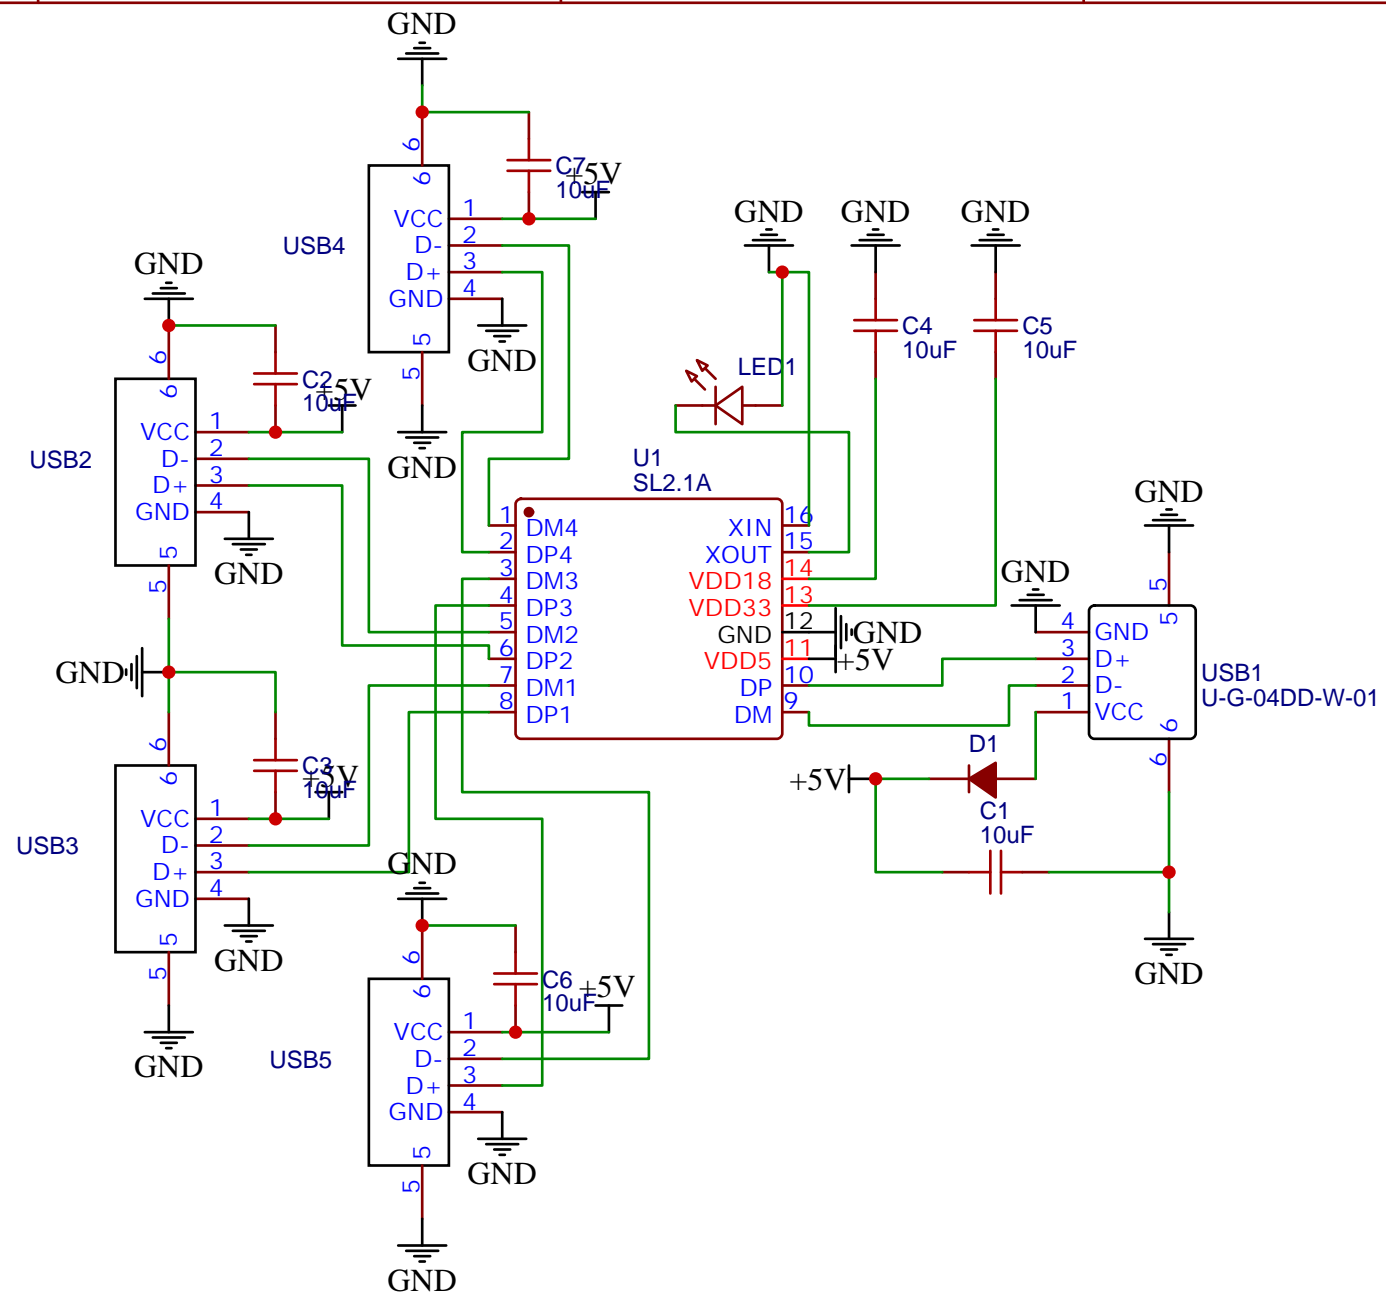 GND
6
6
C7
10uF
+5V
VCC 1
D- 2
D+ 3
GND 4
USB4
5
5
GND
GND
GND
6
6
C2
10uF
+5V
VCC 1
D- 2
D+ 3
GND 4
USB2
5
5
GND
GND
6
6
C3
10uF
+5V
VCC 1
D- 2
D+ 3
GND 4
USB3
5
5
GND
GND
GND
6
6
C6
10uF
+5V
VCC 1
D- 2
D+ 3
GND 4
USB5
5
5
GND
GND
GND
GND
GND
C4
10uF
C5
10uF
LED1
U1
SL2.1A
1 DM4
2 DP4
3 DM3
4 DP3
5 DM2
6 DP2
7 DM1
8 DP1
XIN 16
XOUT 15
VDD18 14
VDD33 13
GND 12
VDD5 11
DP 10
DM 9
GND
+5V
GND
5
5
GND
4 GND
3 D+
2 D-
1 VCC
6
6
USB1
U-G-04DD-W-01
D1
+5V
C1
10uF
GND